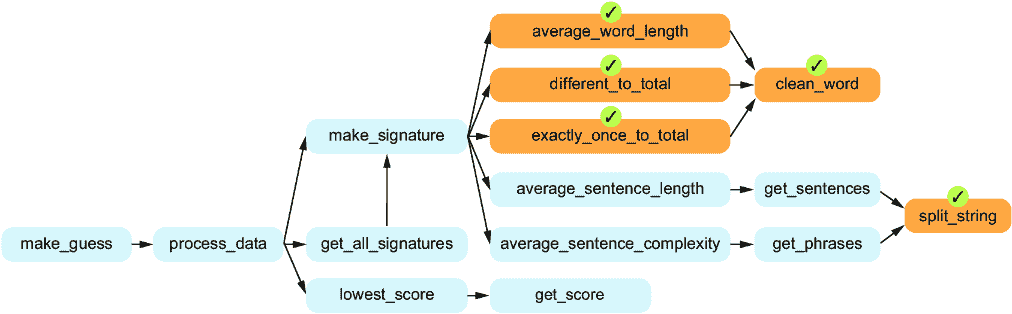 average_word_length
different_to_total
clean_word
make_signature
exactly_once_to_total
average_sentence_length
get_sentences
split_string
make_guess
process_data
get_all_signatures
average_sentence_complexity
get_phrases
lowest_score
get_score